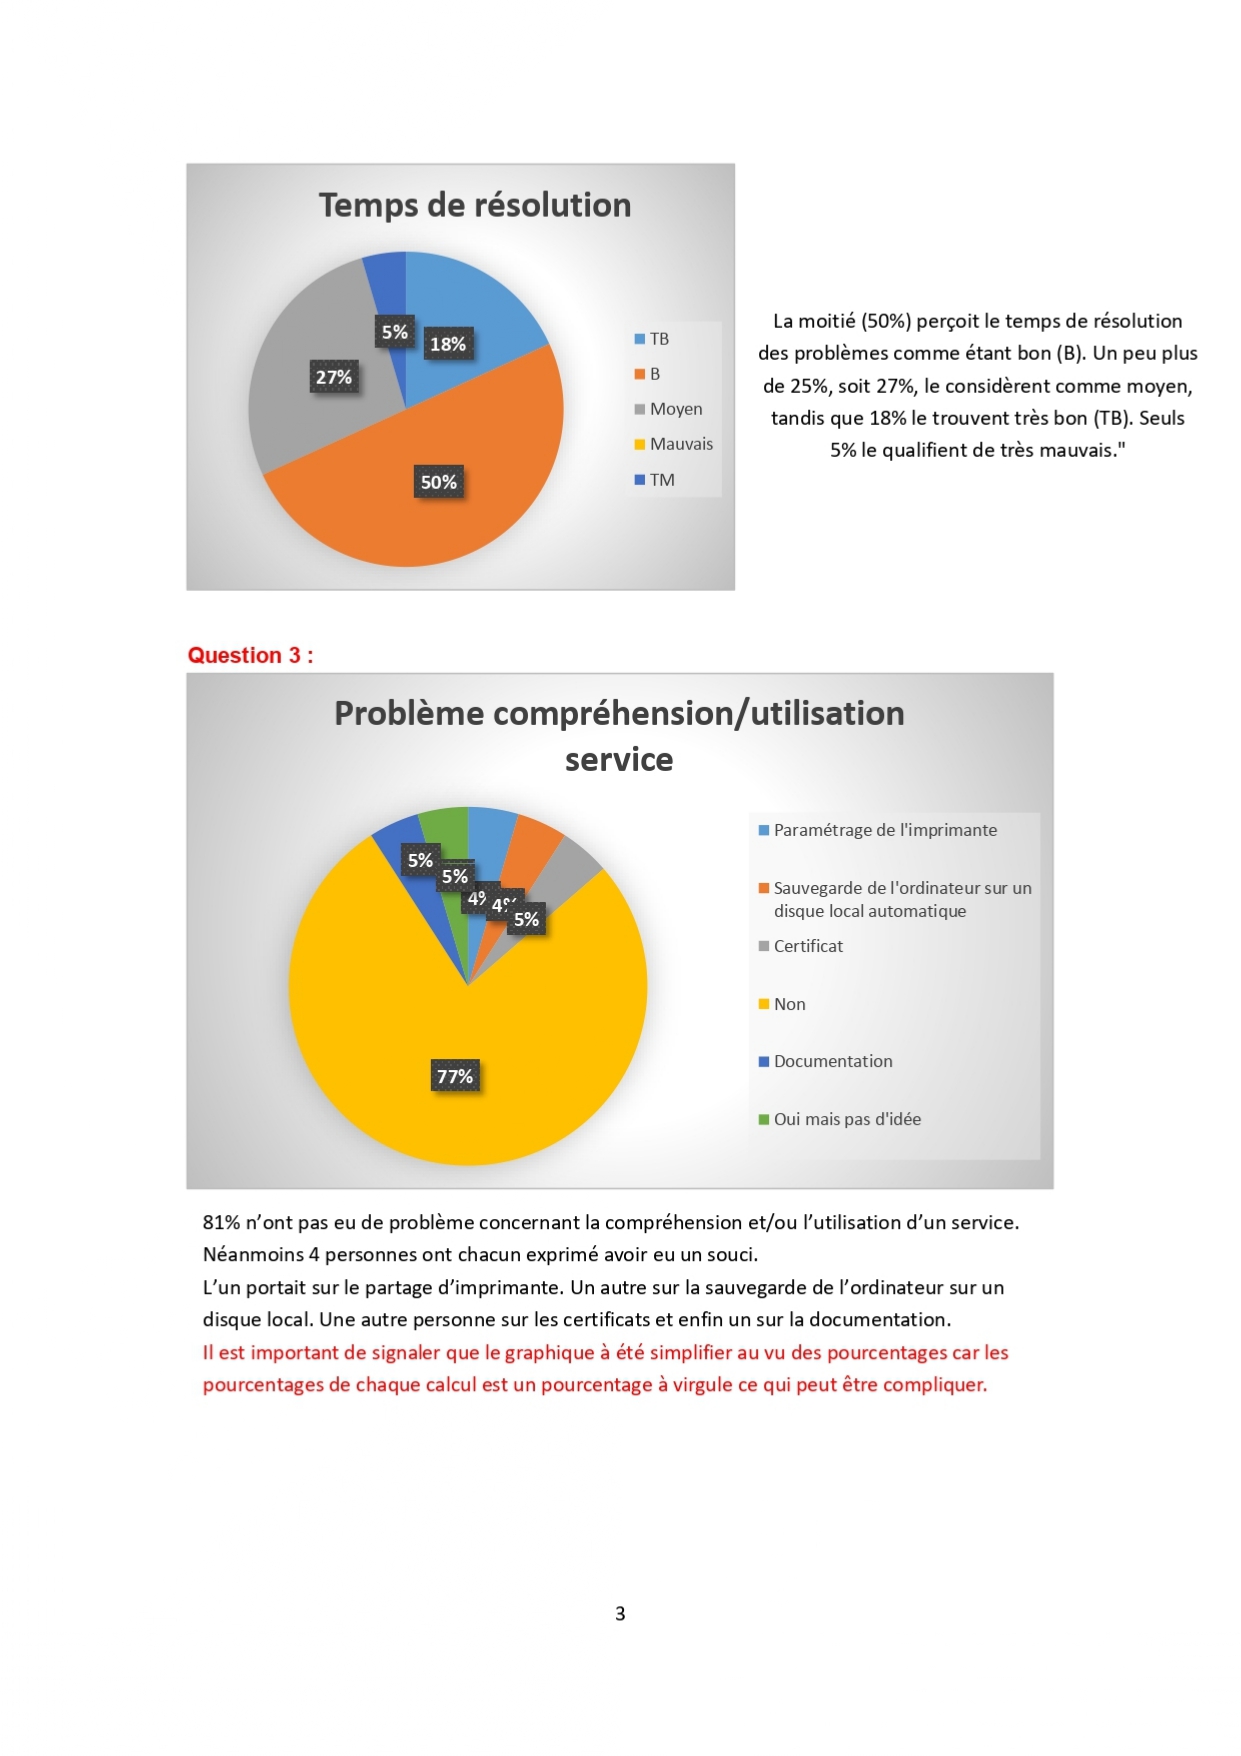 Temps de résolution
5%
18%
27%
50%
TB
B
Moyen
Mauvais
TM
La moitié (50%) perçoit le temps de résolution
des problèmes comme étant bon (B). Un peu plus
de 25%, soit 27%, le considèrent comme moyen,
tandis que 18% le trouvent très bon (TB). Seuls
5% le qualifient de très mauvais."
Question 3 :
Problème compréhension/utilisation
service
5%
5%
4%
4%
5%
77%
Paramétrage de l'imprimante
Sauvegarde de l'ordinateur sur un
disque local automatique
Certificat
Non
Documentation
Oui mais pas d'idée
81% n’ont pas eu de problème concernant la compréhension et/ou l’utilisation d’un service.
Néanmoins 4 personnes ont chacun exprimé avoir eu un souci.
L’un portait sur le partage d’imprimante. Un autre sur la sauvegarde de l’ordinateur sur un
disque local. Une autre personne sur les certificats et enfin un sur la documentation.
Il est important de signaler que le graphique à été simplifier au vu des pourcentages car les
pourcentages de chaque calcul est un pourcentage à virgule ce qui peut être compliquer.
3